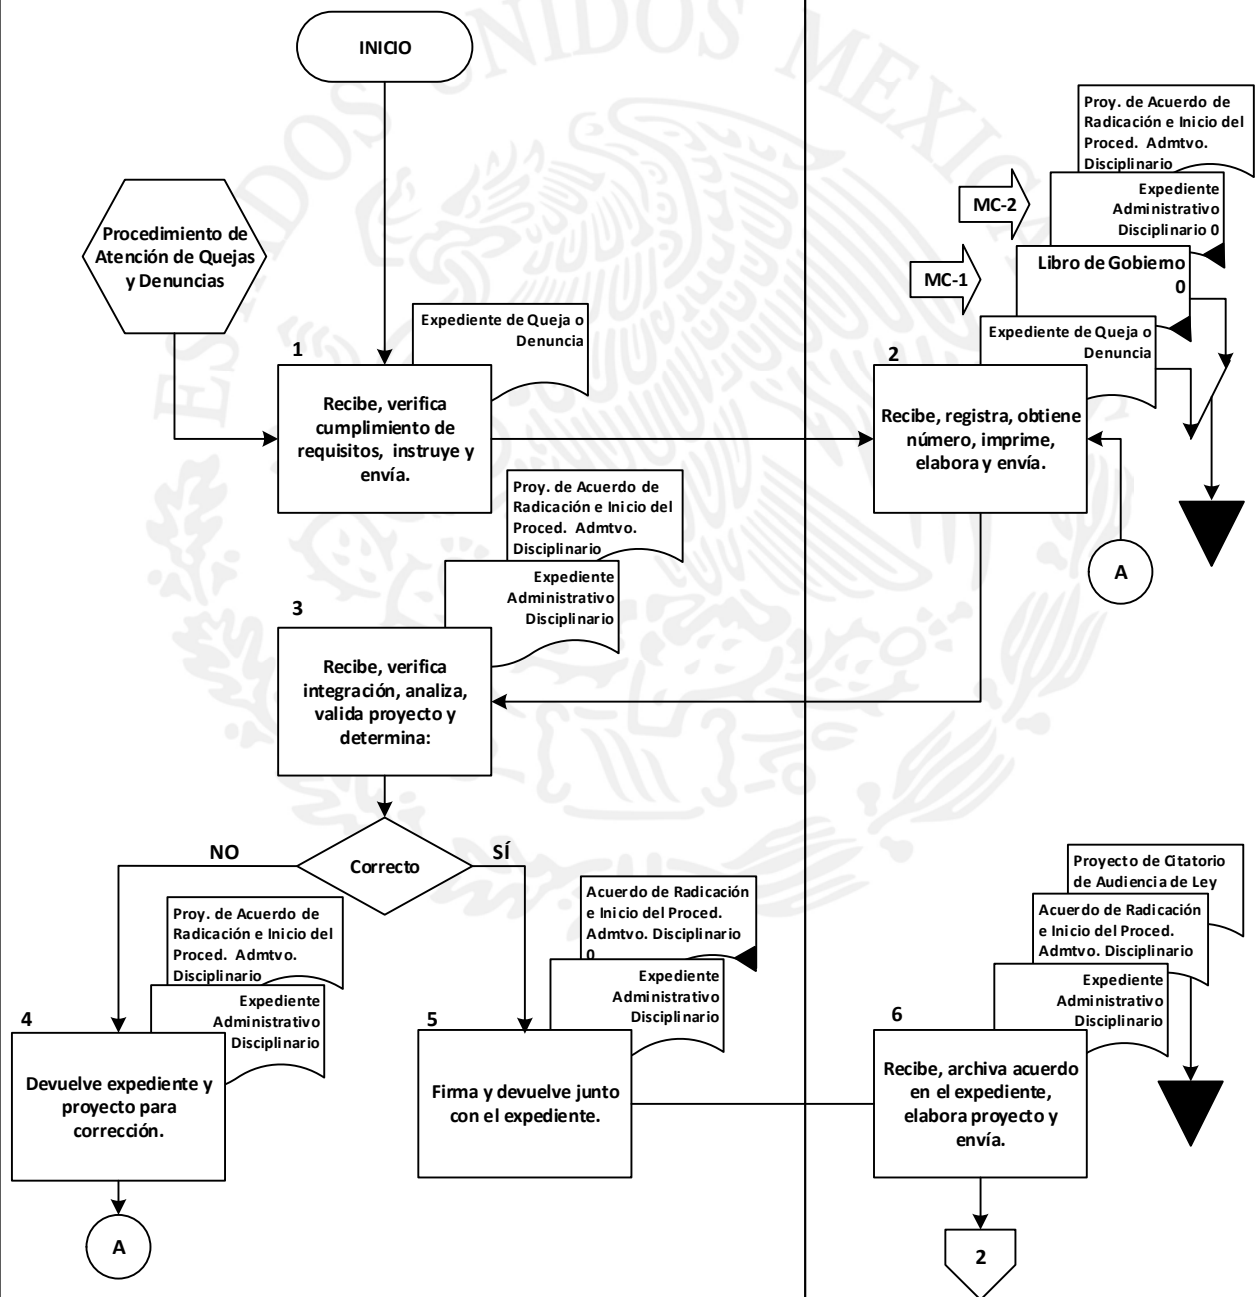 ESTADOS UNIDOS MEXICANOS
INICIO
Procedimiento de
Atención de Quejas
y Denuncias
Expediente de Queja o
Denuncia
1
Recibe, verifica
cumplimiento de
requisitos, instruye y
envía.
Proy. de Acuerdo de
Radicación e Inicio del
Proced. Admtvo.
Disciplinario
MC-2
Expediente
Administrativo
Disciplinario 0
MC-1
Libro de Gobierno
0
Expediente de Queja o
Denuncia
2
Recibe, registra, obtiene
número, imprime,
elabora y envía.
A
Proy. de Acuerdo de
Radicación e Inicio del
Proced. Admtvo.
Disciplinario
Expediente
Administrativo
Disciplinario
3
Recibe, verifica
integración, analiza,
valida proyecto y
determina:
Correcto
NO
SÍ
Proy. de Acuerdo de
Radicación e Inicio del
Proced. Admtvo.
Disciplinario
Expediente
Administrativo
Disciplinario
4
Devuelve expediente y
proyecto para
corrección.
A
Acuerdo de Radicación
e Inicio del Proced.
Admtvo. Disciplinario
0
Expediente
Administrativo
Disciplinario
5
Firma y devuelve junto
con el expediente.
Proyecto de Citatorio
de Audiencia de Ley
Acuerdo de Radicación
e Inicio del Proced.
Admtvo. Disciplinario
Expediente
Administrativo
Disciplinario
6
Recibe, archiva acuerdo
en el expediente,
elabora proyecto y
envía.
2